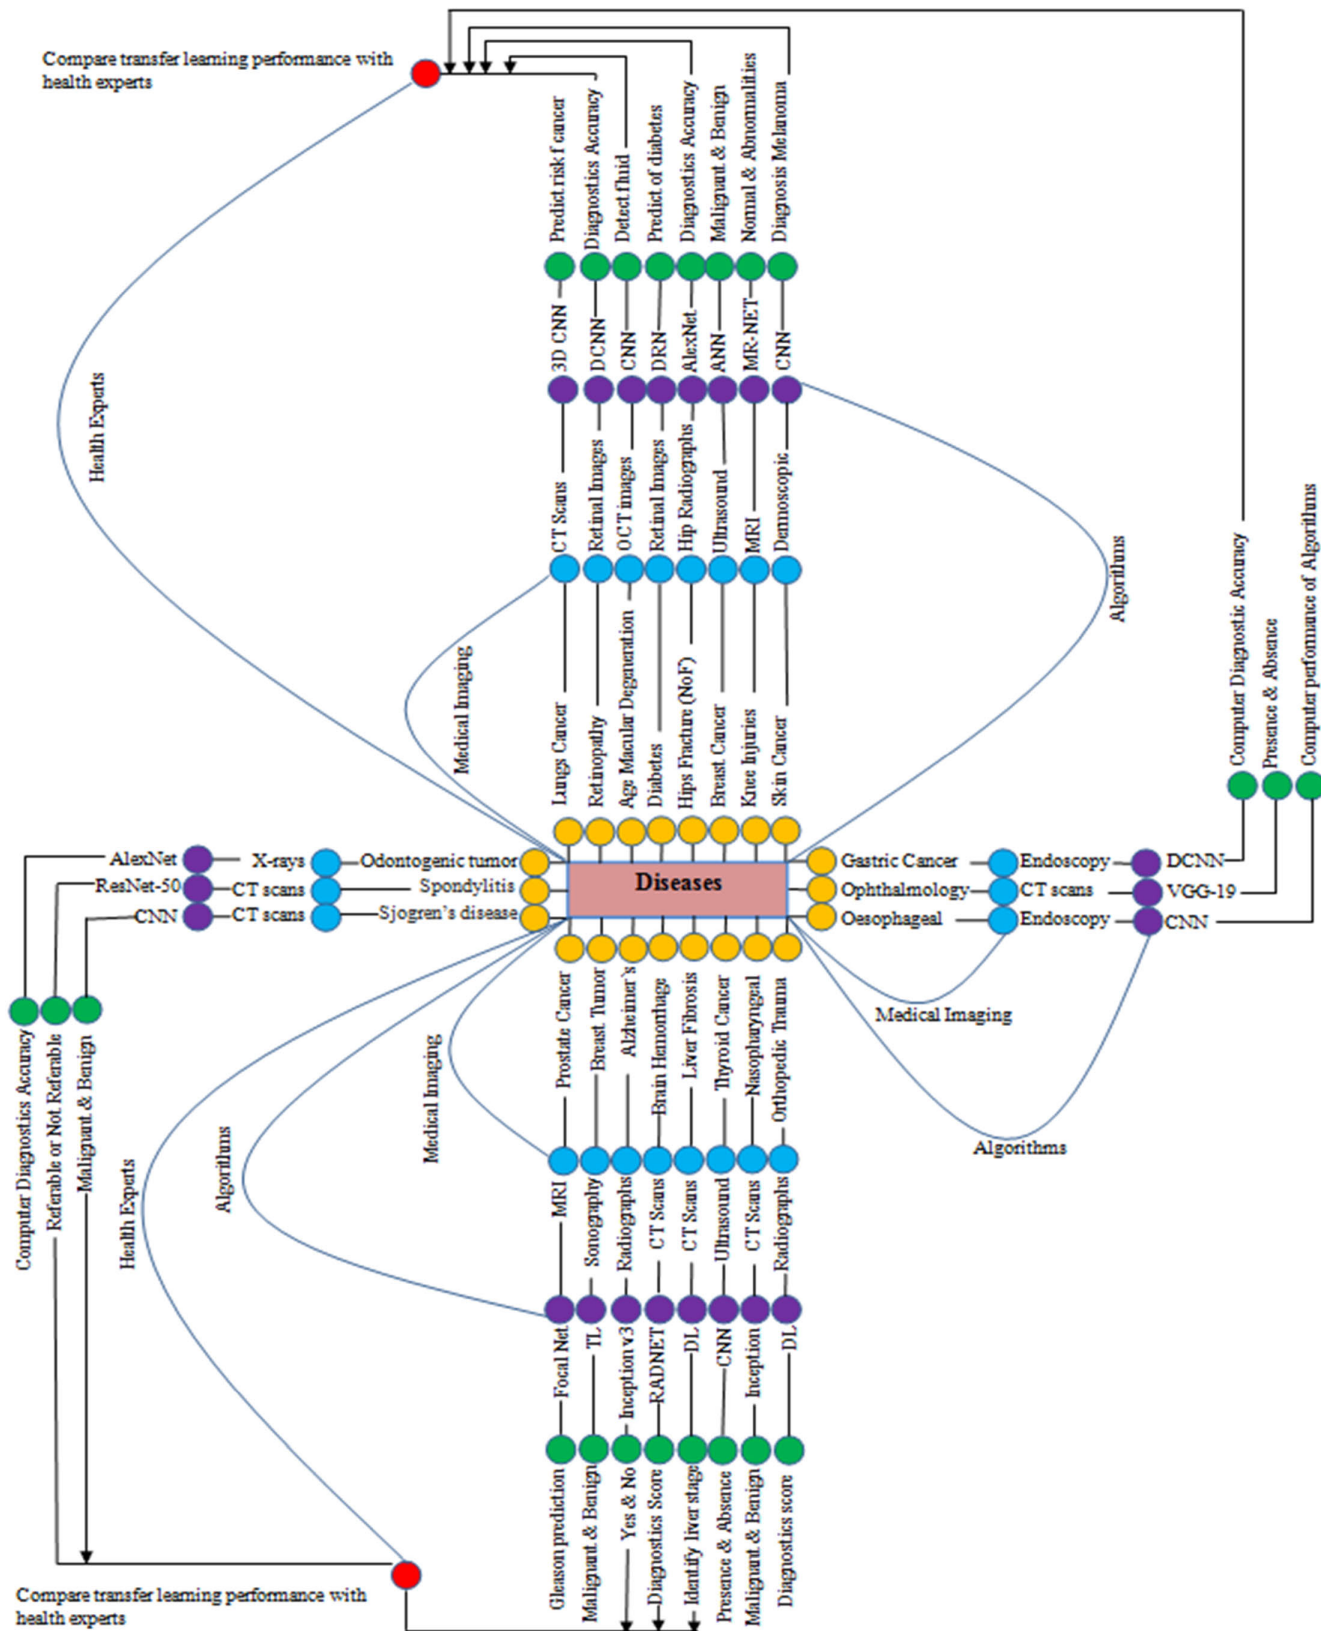 Compare transfer learning performance with
health experts
Predict risk f cancer
Diagnostics Accuracy
Detect fluid
Predict of diabetes
Diagnostics Accuracy
Malignant & Benign
Normal & Abnormalities
Diagnosis Melanoma
3D CNN
DCNN
CNN
DRN
AlexNet
ANN
MR-NET
CNN
Health Experts
CT Scans
Retinal Images
OCT images
Retinal Images
Hip Radiographs
Ultrasound
MRI
Dermoscopic
Algorithms
Medical Imaging
Lungs Cancer
Retinopathy
Age Macular Degeneration
Diabetes
Hips Fracture (NoF)
Breast Cancer
Knee Injuries
Skin Cancer
Computer Diagnostic Accuracy
Presence & Absence
Computer performance of Algorithms
AlexNet
X-rays
Odontogenic tumor
ResNet-50
CT scans
Spondylitis
CNN
CT scans
Sjogren's disease
Diseases
Gastric Cancer
Endoscopy
DCNN
Ophthalmology
CT scans
VGG-19
Oesophageal
Endoscopy
CNN
Medical Imaging
Algorithms
Computer Diagnostics Accuracy
Referable or Not Referable
Malignant & Benign
Health Experts
Algorithms
Medical Imaging
Prostate Cancer
Breast Tumor
Alzheimer`s
Brain Hemorrhage
Liver Fibrosis
Thyroid Cancer
Nasopharyngeal
Orthopedic Trauma
MRI
Sonography
Radiographs
CT Scans
CT Scans
Ultrasound
CT Scans
Radiographs
Focal Net
TL
Inception v3
RADNET
DL
CNN
Inception
DL
Gleason prediction
Malignant & Benign
Yes & No
Diagnostics Score
Identify liver stage
Presence & Absence
Malignant & Benign
Diagnostics score
Compare transfer learning performance with
health experts